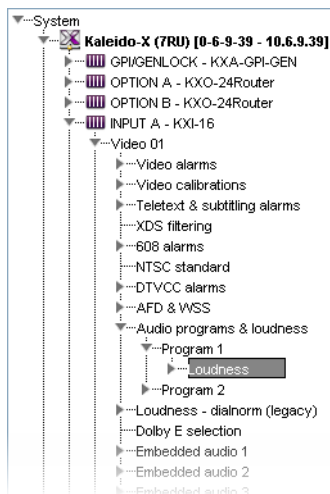 System
Kaleido-X (7RU) [0-6-9-39 - 10.6.9.39]
GPI/GENLOCK - KXA-GPI-GEN
OPTION A - KXO-24Router
OPTION B - KXO-24Router
INPUT A - KXI-16
Video 01
Video alarms
Video calibrations
Teletext & subtitling alarms
XDS filtering
608 alarms
NTSC standard
DTVCC alarms
AFD & WSS
Audio programs & loudness
Program 1
Loudness
Program 2
Loudness - dialnorm (legacy)
Dolby E selection
Embedded audio 1
Embedded audio 2
Embedded audio 3